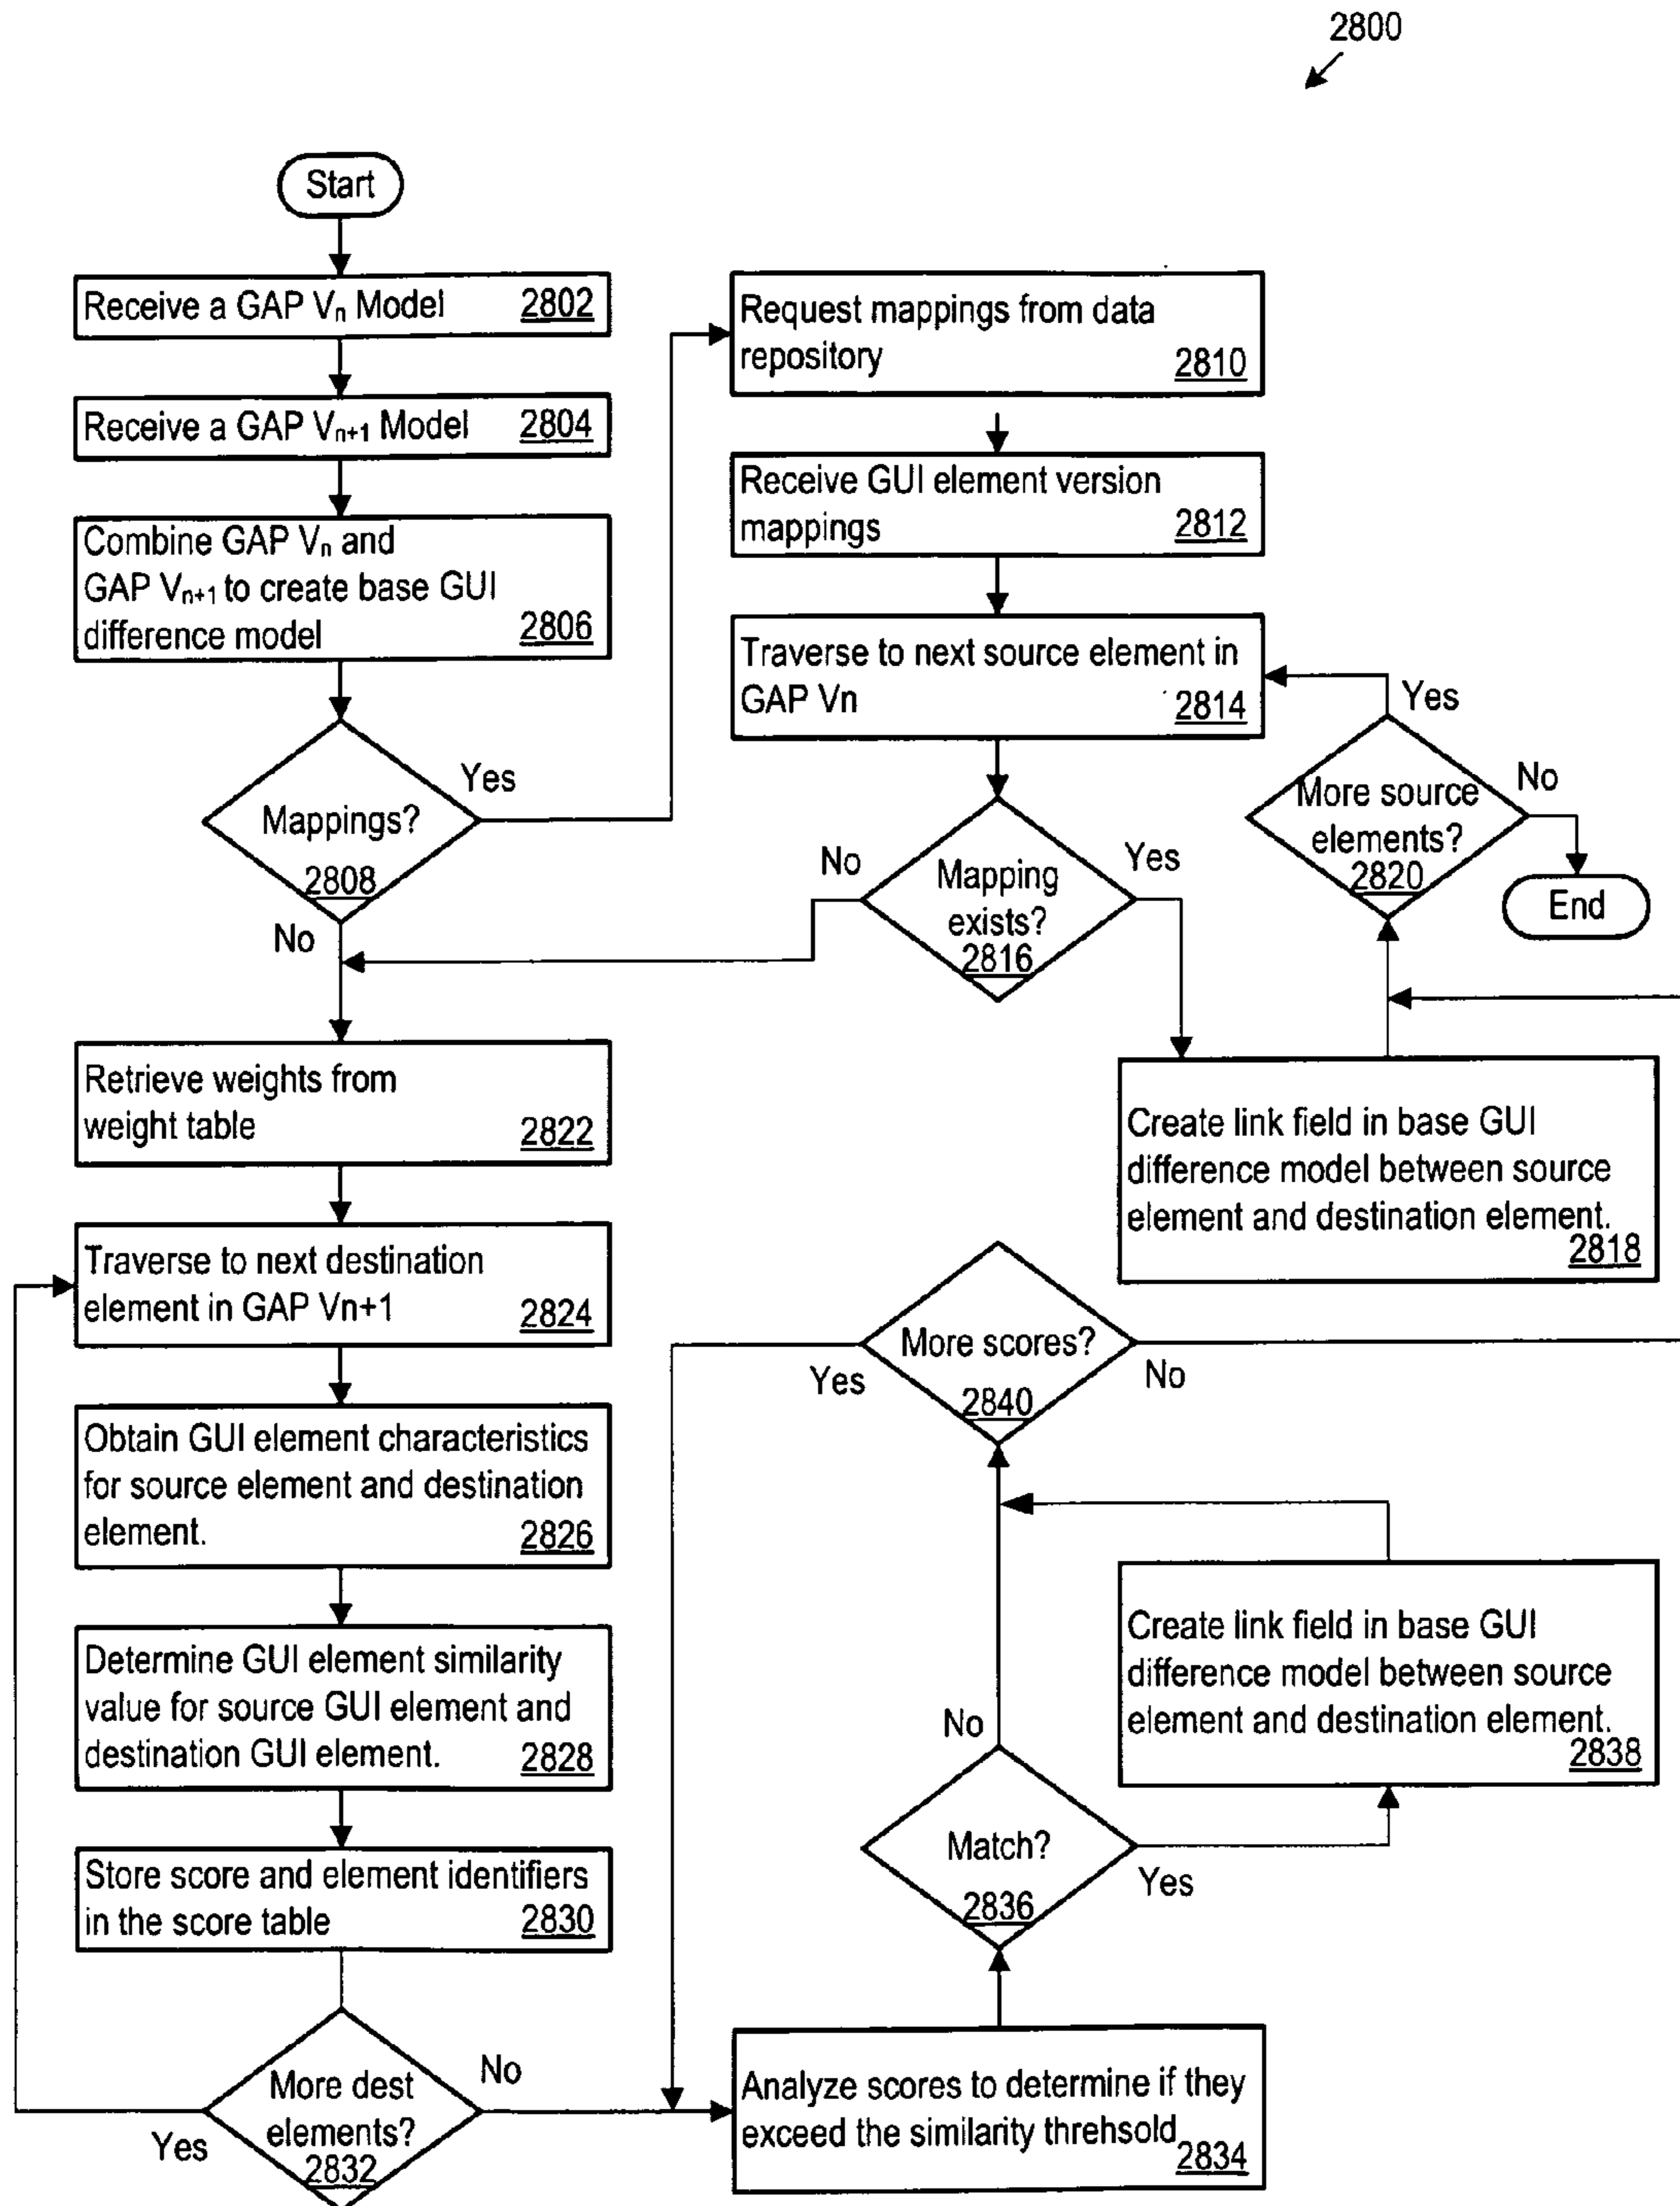 2800
Start
Receive a GAP Vn Model 2802
Receive a GAP Vn+1 Model 2804
Combine GAP Vn and
GAP Vn+1 to create base GUI
difference model 2806
Mappings?
2808
Yes
No
Request mappings from data
repository 2810
Receive GUI element version
mappings 2812
Traverse to next source element in
GAP Vn 2814
Mapping
exists?
2816
No
Yes
More source
elements?
2820
Yes
No
End
Create link field in base GUI
difference model between source
element and destination element.
2818
Retrieve weights from
weight table 2822
Traverse to next destination
element in GAP Vn+1 2824
Obtain GUI element characteristics
for source element and destination
element. 2826
Determine GUI element similarity
value for source GUI element and
destination GUI element. 2828
Store score and element identifiers
in the score table 2830
More dest
elements?
2832
Yes
No
Analyze scores to determine if they
exceed the similarity threhsold 2834
Match?
2836
No
Yes
Create link field in base GUI
difference model between source
element and destination element.
2838
More scores?
2840
Yes
No